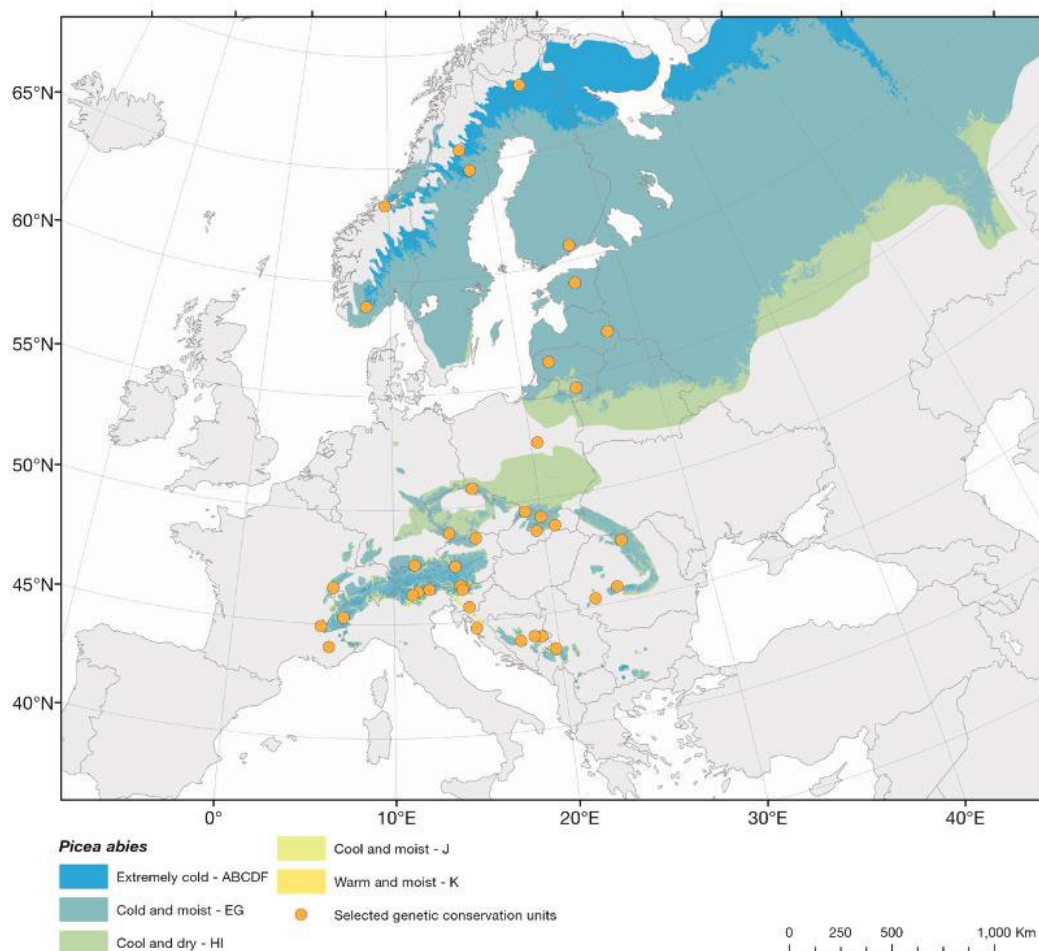 65°N
60°N
55°N
50°N
45°N
40°N
0°
10°E
20°E
30°E
40°E
Picea abies
Extremely cold - ABCDF
Cold and moist - EG
Cool and dry - HI
Cool and moist - J
Warm and moist - K
Selected genetic conservation units
0 250 500 1,000 Km